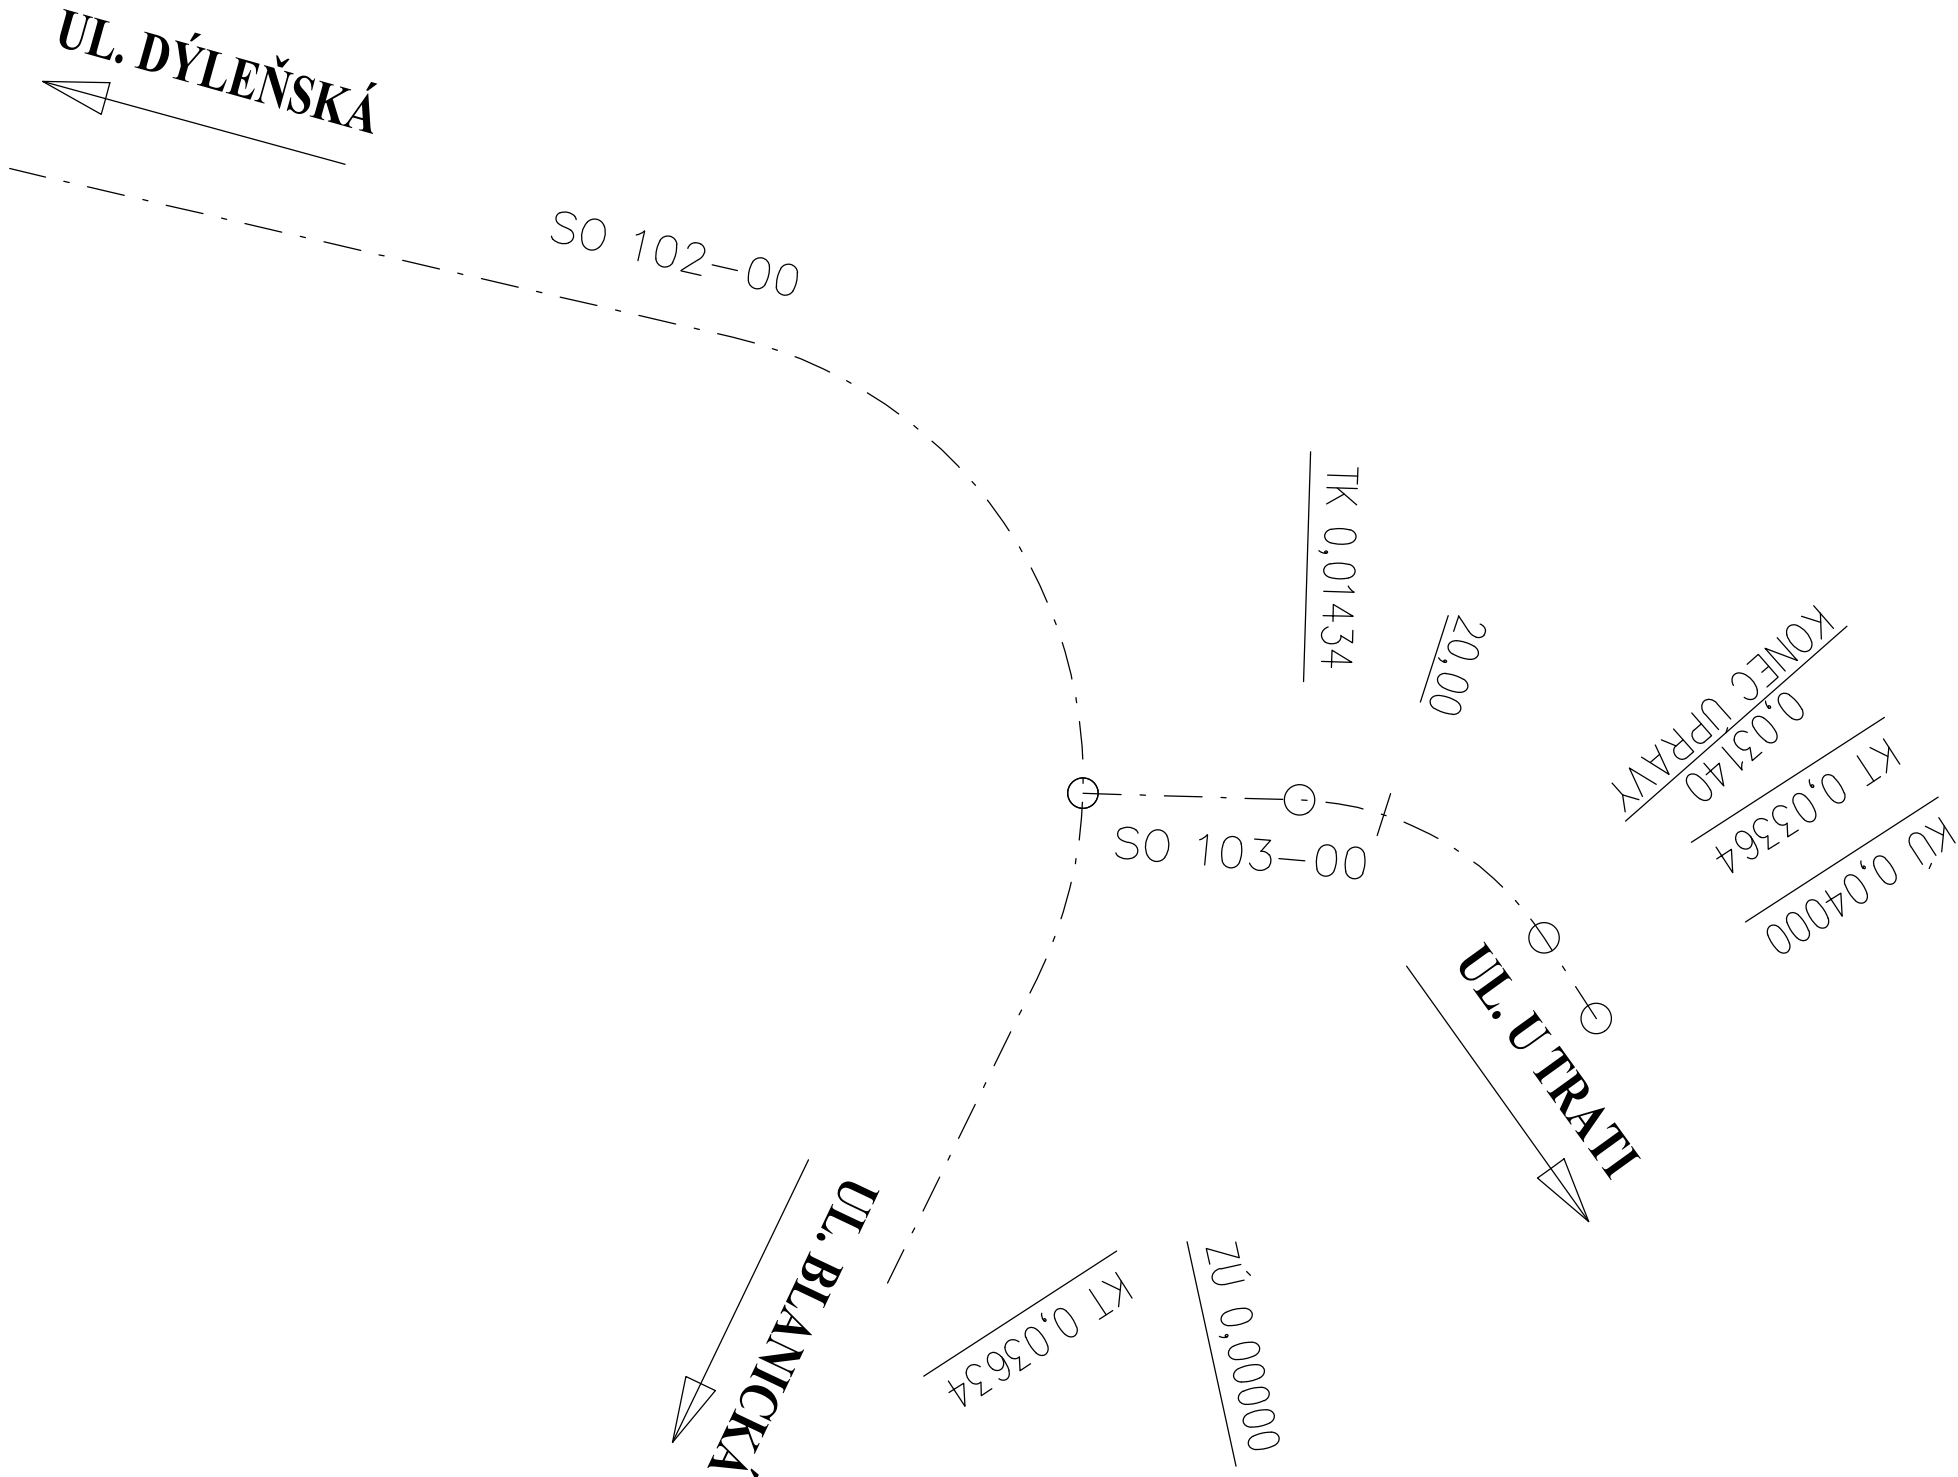 UL. DÝLEŇSKÁ
SO 102-00
TK 0,01434
20,00
KONEC ÚPRAVY
0,03140
KT 0,03364
KÚ 0,04000
SO 103-00
UL. U TRATI
UL. BLANICKÁ
KT 0,03634
ZÚ 0,00000